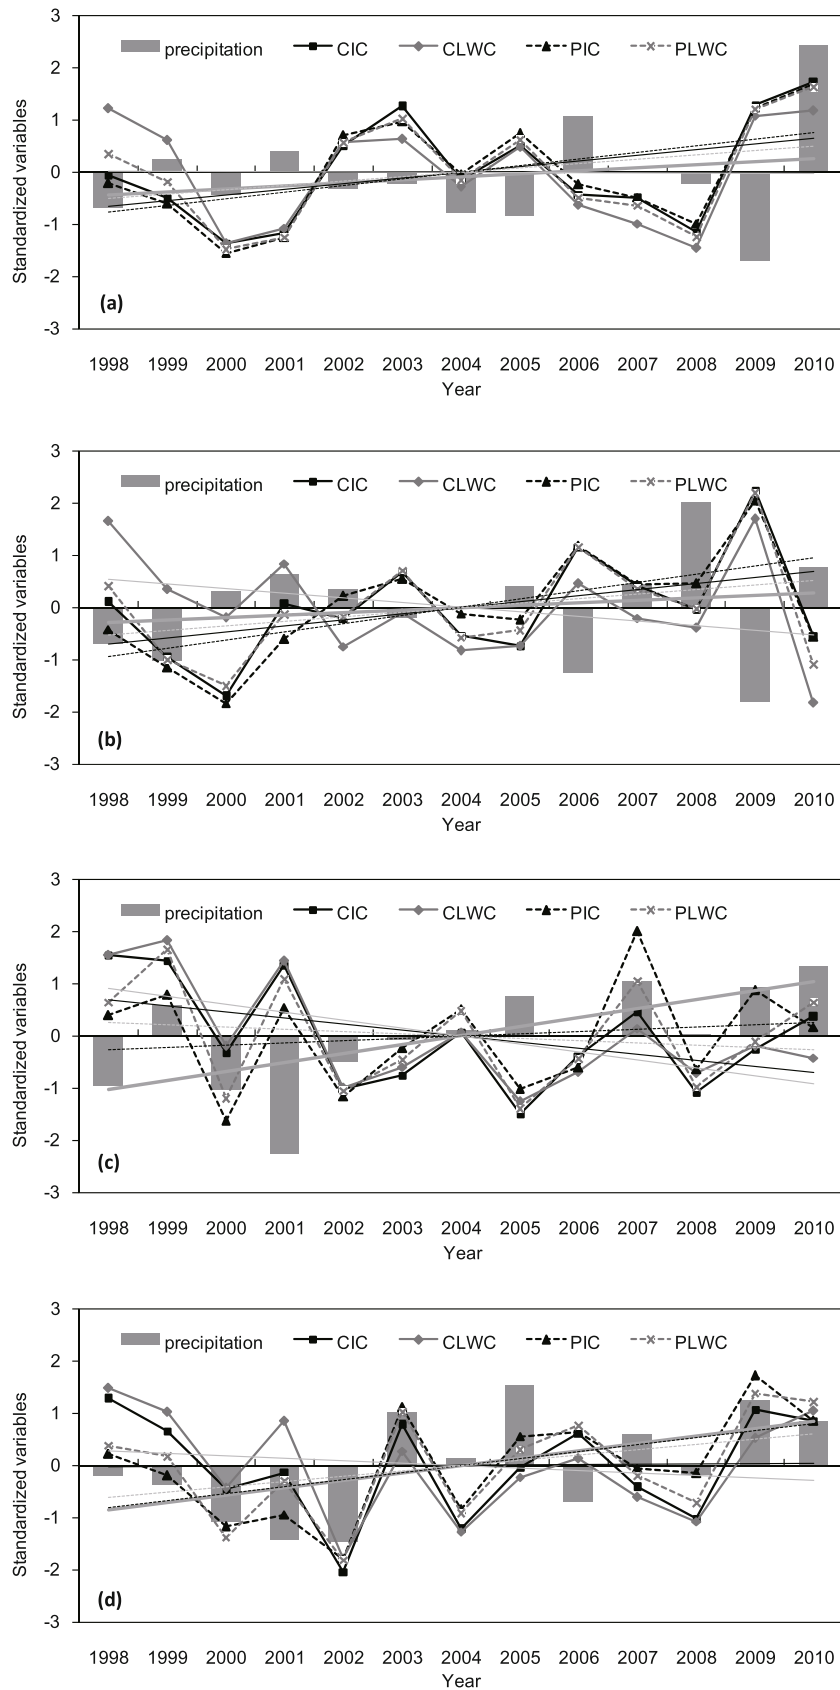 precipitation CIC CLWC PIC PLWC
3
2
1
0
-1
-2
-3
Standardized variables
(a)
1998 1999 2000 2001 2002 2003 2004 2005 2006 2007 2008 2009 2010
Year
precipitation CIC CLWC PIC PLWC
3
2
1
0
-1
-2
-3
Standardized variables
(b)
1998 1999 2000 2001 2002 2003 2004 2005 2006 2007 2008 2009 2010
Year
precipitation CIC CLWC PIC PLWC
3
2
1
0
-1
-2
-3
Standardized variables
(c)
1998 1999 2000 2001 2002 2003 2004 2005 2006 2007 2008 2009 2010
Year
precipitation CIC CLWC PIC PLWC
3
2
1
0
-1
-2
-3
Standardized variables
(d)
1998 1999 2000 2001 2002 2003 2004 2005 2006 2007 2008 2009 2010
Year